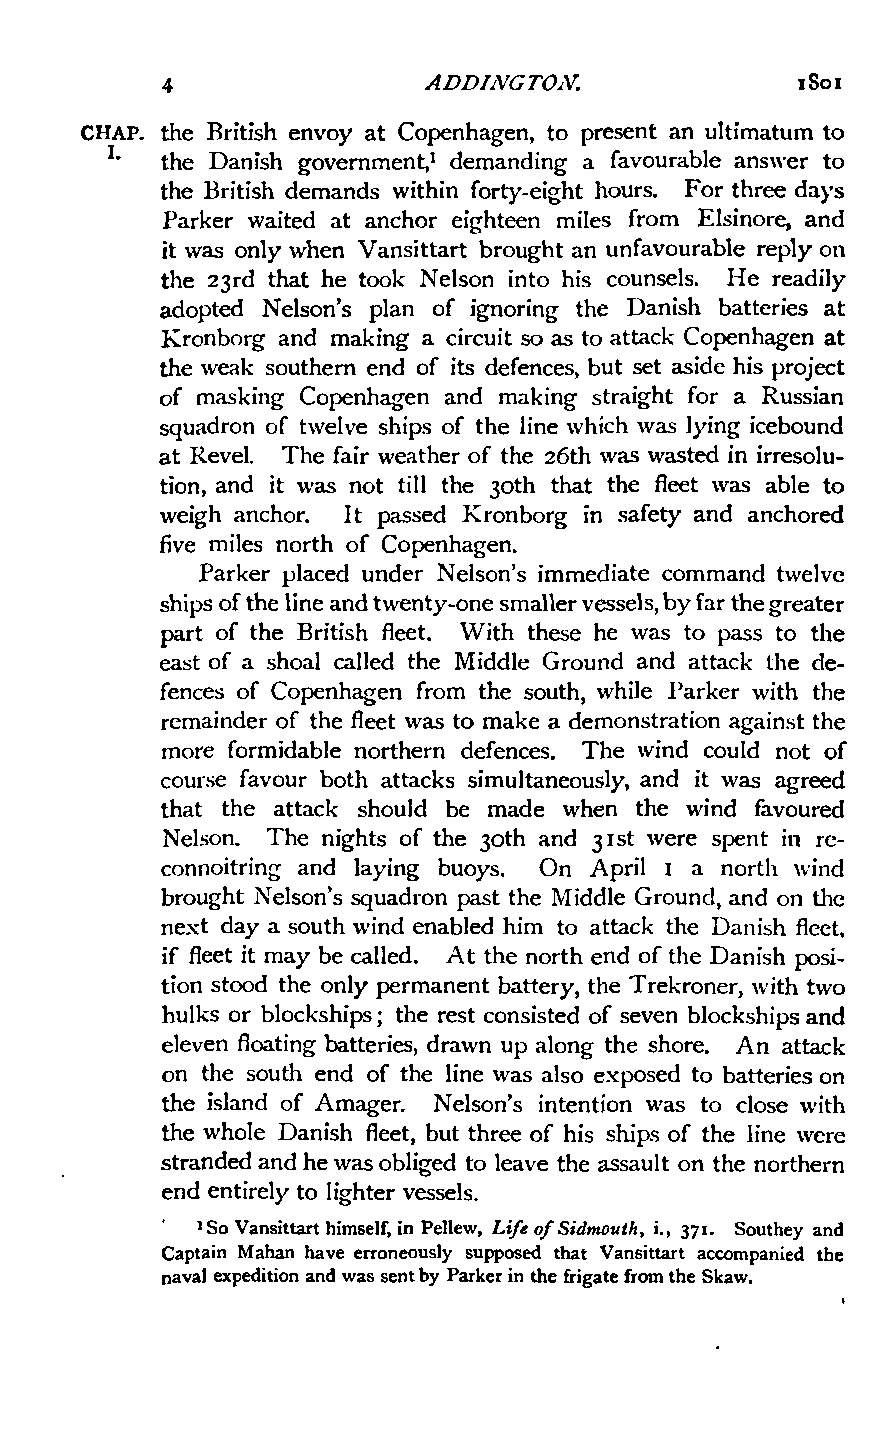 4 ADDINGTON. 1801
CHAP. the British envoy at Copenhagen, to present an ultimatum to
I. the Danish government,¹ demanding a favourable answer to
the British demands within forty-eight hours. For three days
Parker waited at anchor eighteen miles from Elsinore, and
it was only when Vansittart brought an unfavourable reply on
the 23rd that he took Nelson into his counsels. He readily
adopted Nelson's plan of ignoring the Danish batteries at
Kronborg and making a circuit so as to attack Copenhagen at
the weak southern end of its defences, but set aside his project
of masking Copenhagen and making straight for a Russian
squadron of twelve ships of the line which was lying icebound
at Revel. The fair weather of the 26th was wasted in irresolu-
tion, and it was not till the 30th that the fleet was able to
weigh anchor. It passed Kronborg in safety and anchored
five miles north of Copenhagen.
Parker placed under Nelson's immediate command twelve
ships of the line and twenty-one smaller vessels, by far the greater
part of the British fleet. With these he was to pass to the
east of a shoal called the Middle Ground and attack the de-
fences of Copenhagen from the south, while Parker with the
remainder of the fleet was to make a demonstration against the
more formidable northern defences. The wind could not of
course favour both attacks simultaneously, and it was agreed
that the attack should be made when the wind favoured
Nelson. The nights of the 30th and 31st were spent in re-
connoitring and laying buoys. On April 1 a north wind
brought Nelson's squadron past the Middle Ground, and on the
next day a south wind enabled him to attack the Danish fleet,
if fleet it may be called. At the north end of the Danish posi-
tion stood the only permanent battery, the Trekroner, with two
hulks or blockships; the rest consisted of seven blockships and
eleven floating batteries, drawn up along the shore. An attack
on the south end of the line was also exposed to batteries on
the island of Amager. Nelson's intention was to close with
the whole Danish fleet, but three of his ships of the line were
stranded and he was obliged to leave the assault on the northern
end entirely to lighter vessels.
¹ So Vansittart himself, in Pellew, Life of Sidmouth, i., 371. Southey and
Captain Mahan have erroneously supposed that Vansittart accompanied the
naval expedition and was sent by Parker in the frigate from the Skaw.